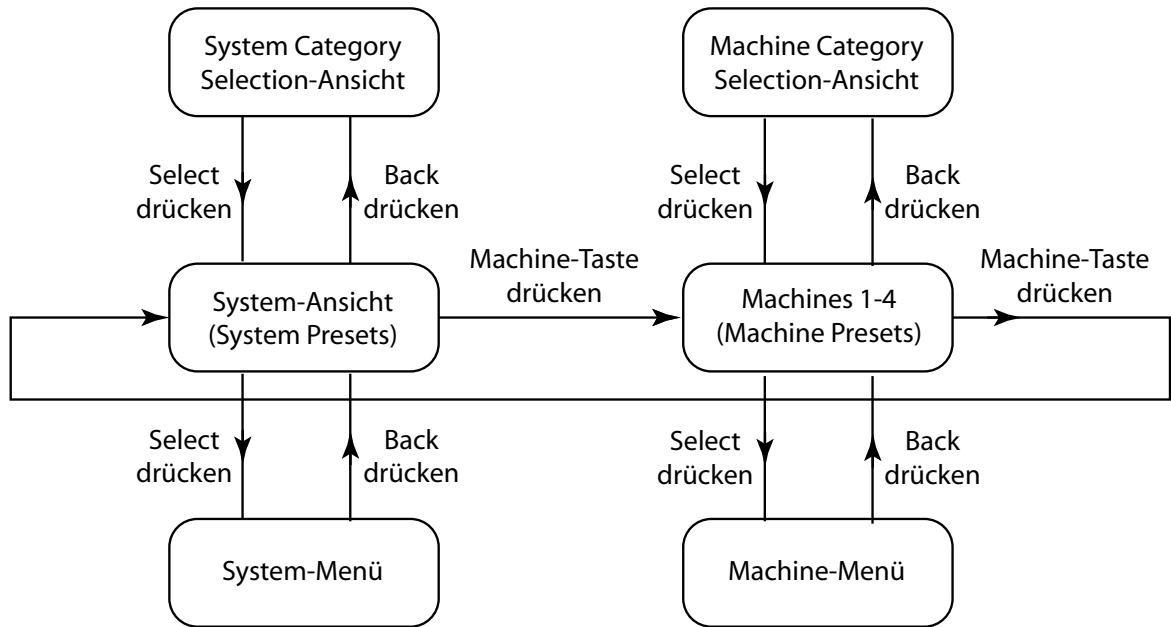 System Category
Selection-Ansicht
Machine Category
Selection-Ansicht
Select
drücken
Back
drücken
Select
drücken
Back
drücken
System-Ansicht
(System Presets)
Machine-Taste
drücken
Machines 1-4
(Machine Presets)
Machine-Taste
drücken
Select
drücken
Back
drücken
Select
drücken
Back
drücken
System-Menü
Machine-Menü